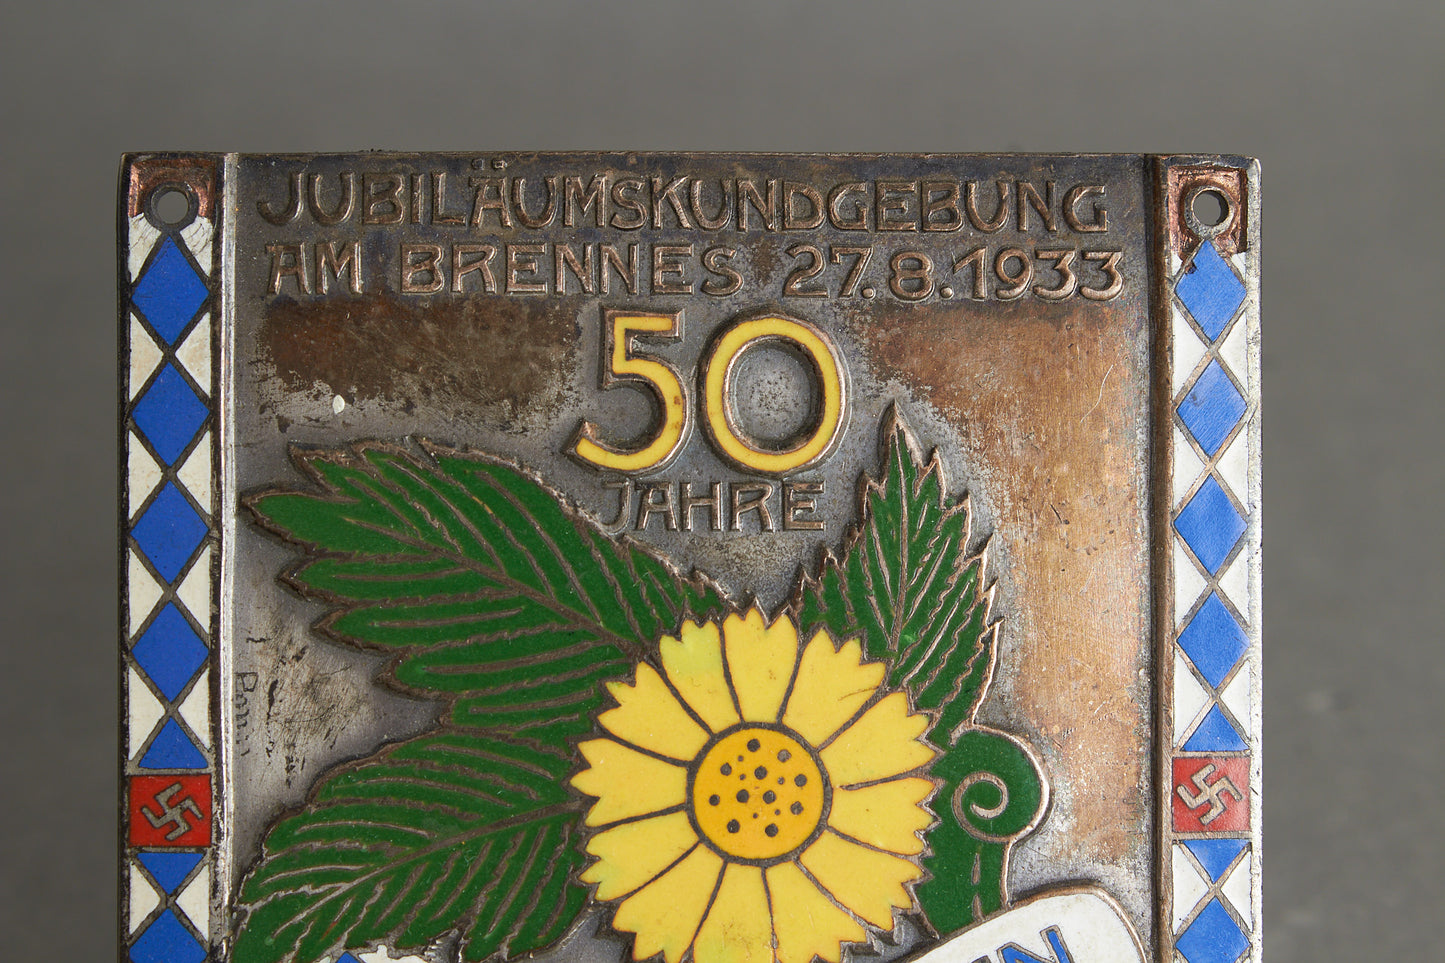 JUBILÄUMSKUNDGEBUNG
AM BRENNES 27.8.1933
50
JAHRE